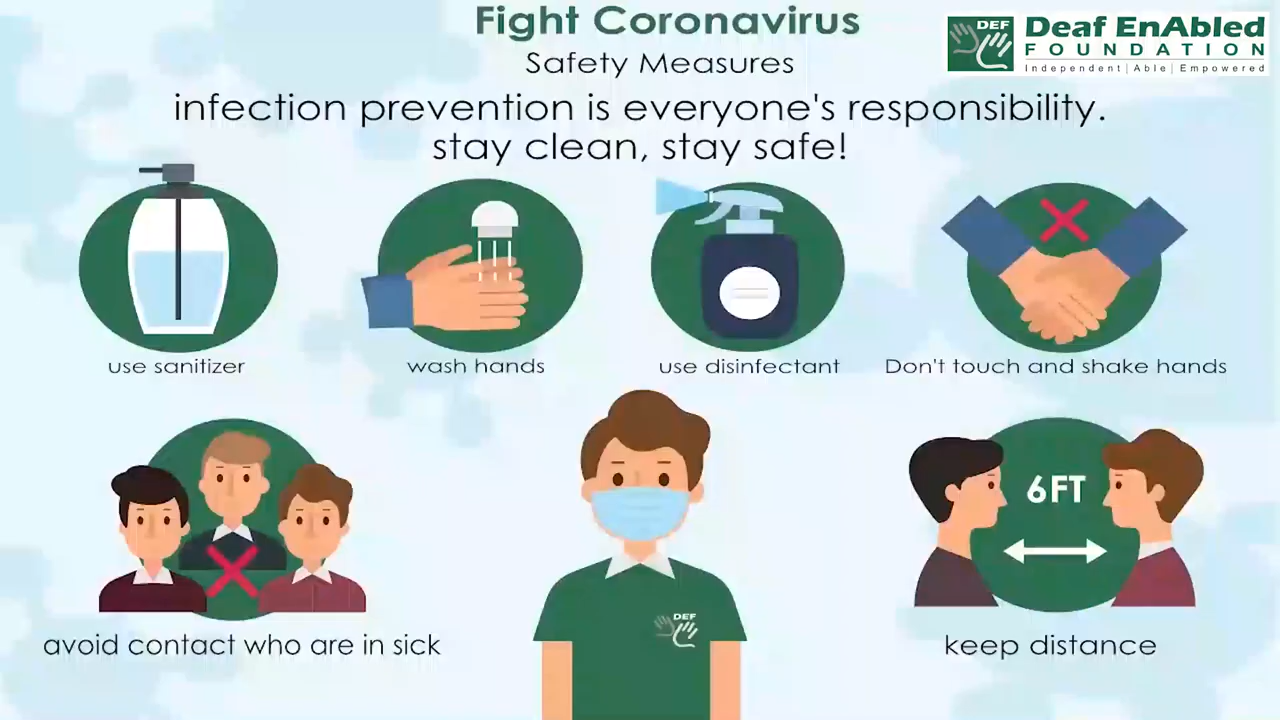 Fight Coronavirus
Safety Measures
DEF
Deaf EnAbled
FOUNDATION
Independent | Able | Empowered
infection prevention is everyone's responsibility.
stay clean, stay safe!
use sanitizer
wash hands
use disinfectant
Don't touch and shake hands
6FT
DEF
avoid contact who are in sick
keep distance